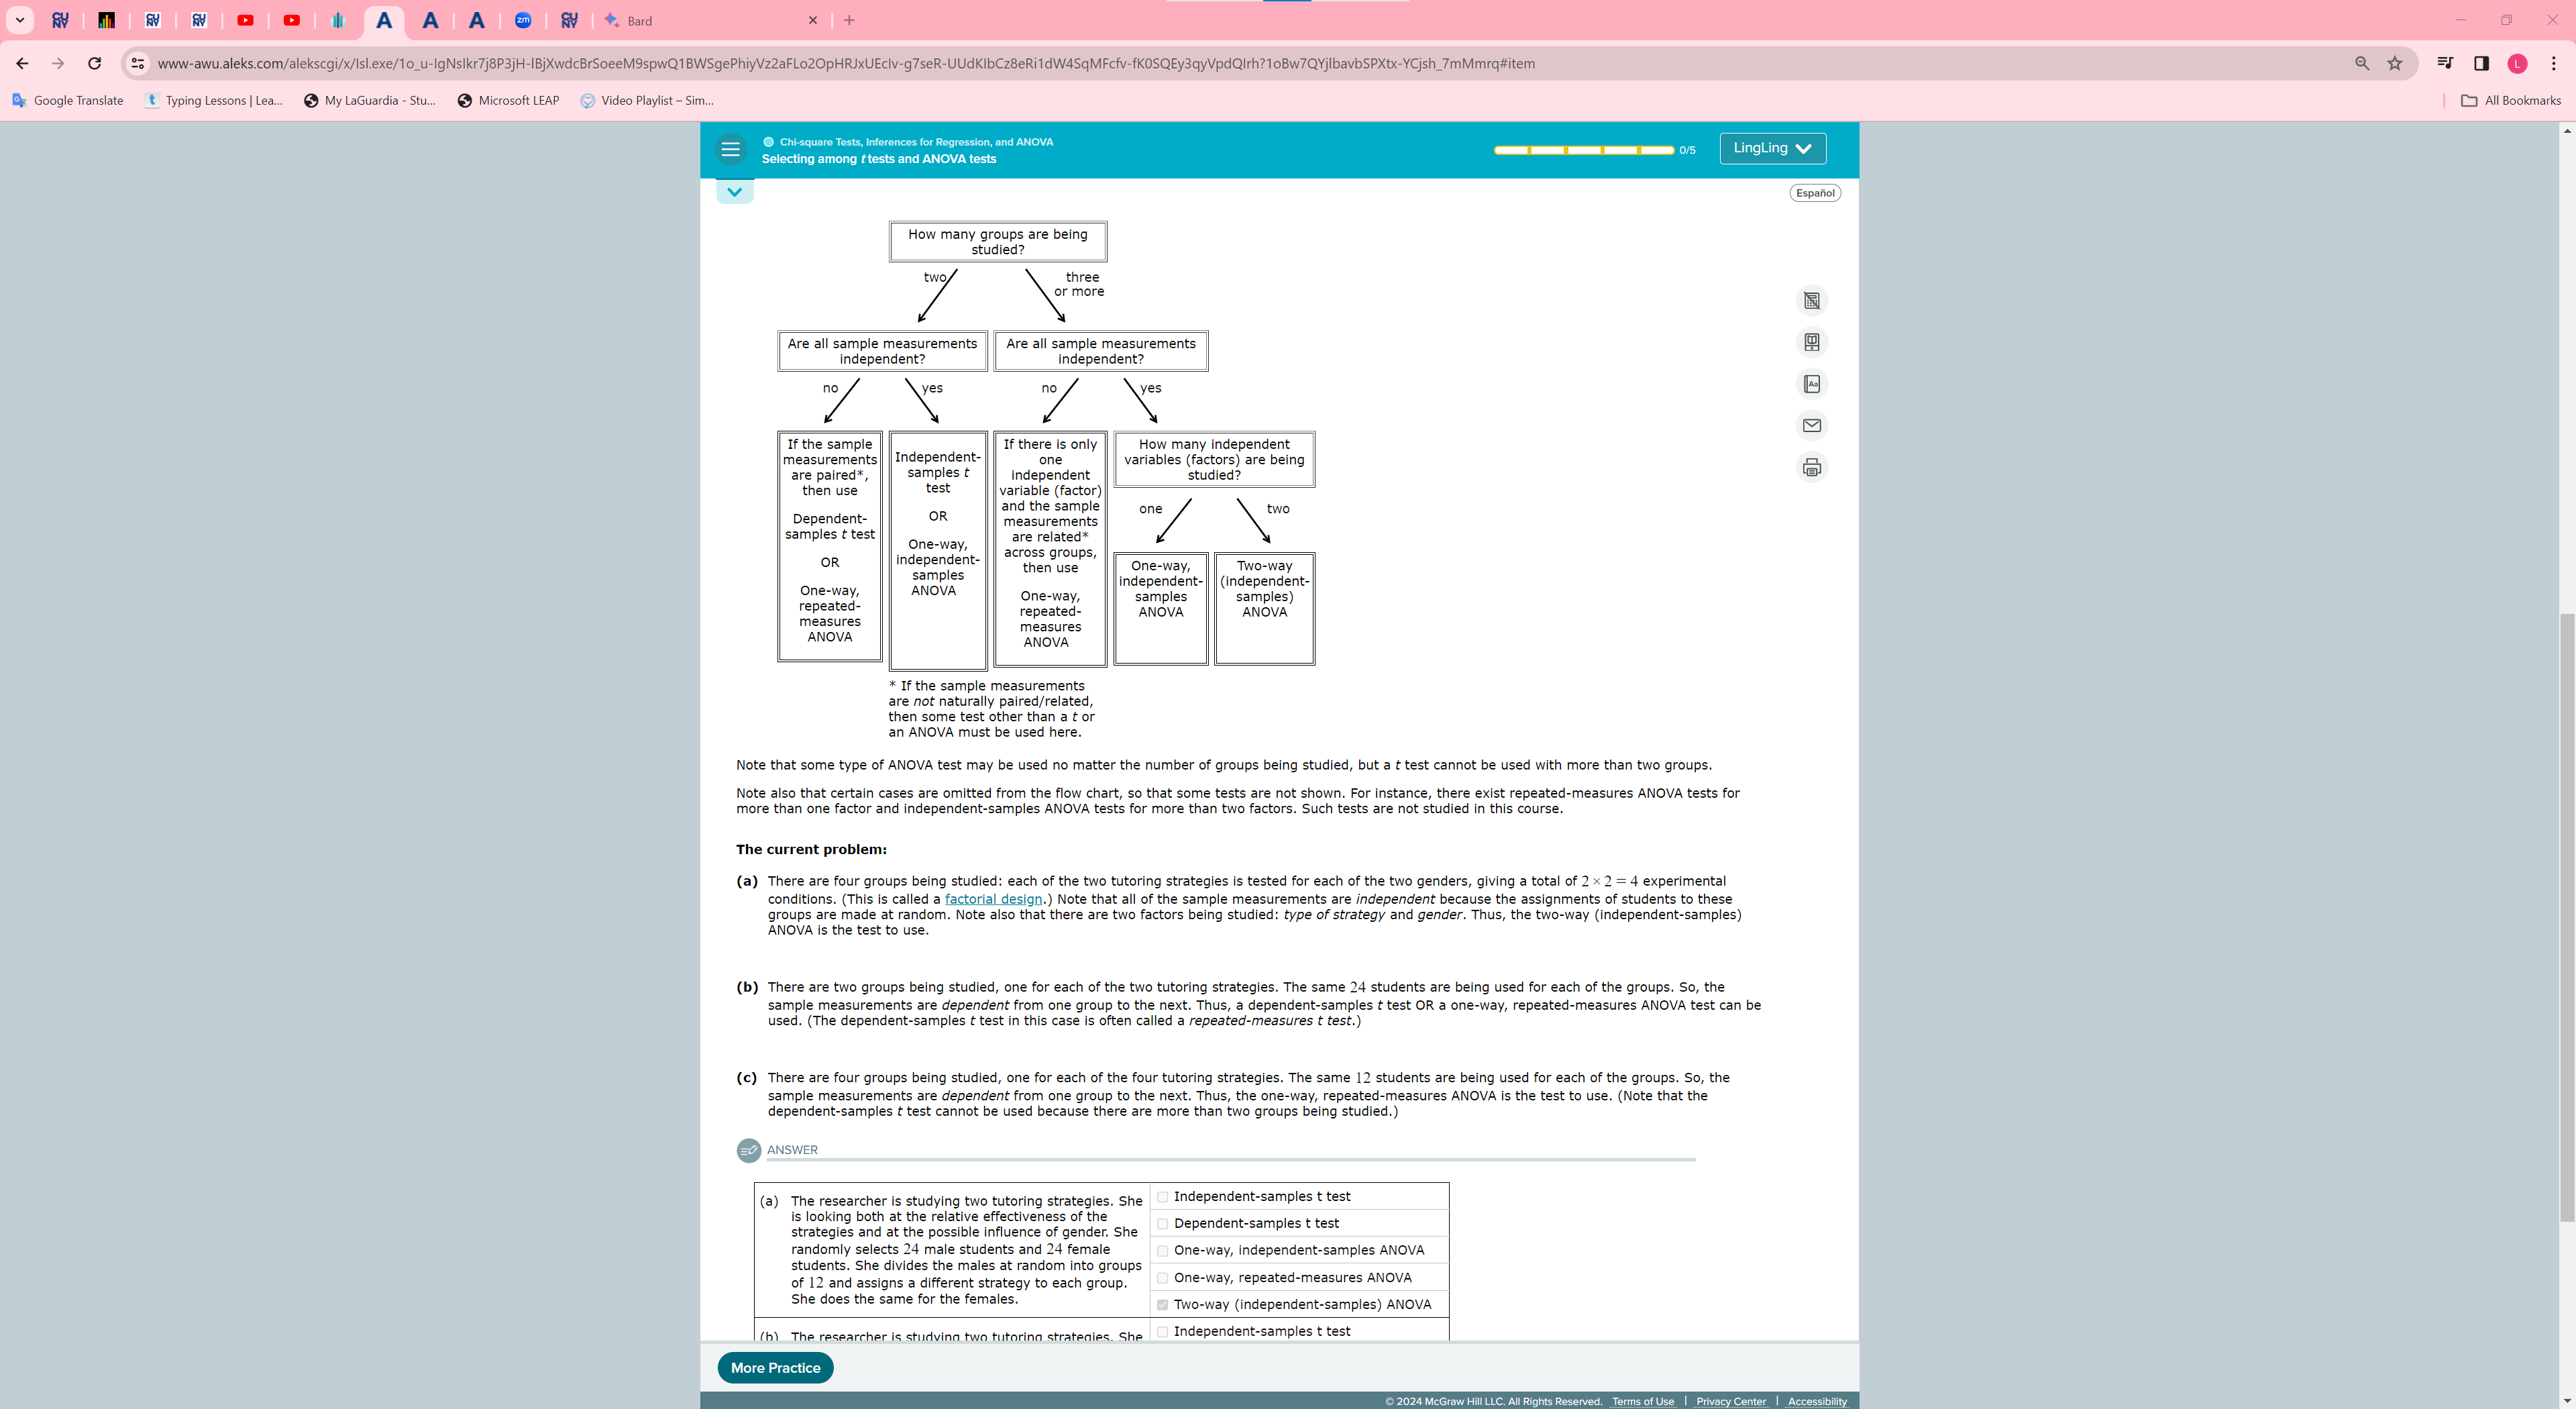 Bard
www-awu.aleks.com/alekscgi/x/Isl.exe/1o_u-IgNsIkr7j8P3jH-lBjXwdcBrSoeeM9spwQ1BWSgePhiyVz2aFLo2OpHRJxUEcIv-g7seR-UUdKIbCz8eRi1dW4SqMFcfv-fK0SQEy3qyVpdQIrh?1oBw7QYjlbavbSPXtx-YCjsh_7mMmrq#item
L
Google Translate
Typing Lessons | Lea...
My LaGuardia - Stu...
Microsoft LEAP
Video Playlist – Sim...
All Bookmarks
Chi-square Tests, Inferences for Regression, and ANOVA
Selecting among t tests and ANOVA tests
0/5
LingLing
Español
How many groups are being
studied?
two
three
or more
Are all sample measurements
independent?
Are all sample measurements
independent?
no
yes
no
yes
If the sample
measurements
are paired*,
then use
Dependent-
samples t test
OR
One-way,
repeated-
measures
ANOVA
Independent-
samples t
test
OR
One-way,
independent-
samples
ANOVA
If there is only
one
independent
variable (factor)
and the sample
measurements
are related*
across groups,
then use
One-way,
repeated-
measures
ANOVA
How many independent
variables (factors) are being
studied?
one
two
One-way,
independent-
samples
ANOVA
Two-way
(independent-
samples)
ANOVA
* If the sample measurements
are not naturally paired/related,
then some test other than a t or
an ANOVA must be used here.
Note that some type of ANOVA test may be used no matter the number of groups being studied, but a t test cannot be used with more than two groups.
Note also that certain cases are omitted from the flow chart, so that some tests are not shown. For instance, there exist repeated-measures ANOVA tests for
more than one factor and independent-samples ANOVA tests for more than two factors. Such tests are not studied in this course.
The current problem:
(a) There are four groups being studied: each of the two tutoring strategies is tested for each of the two genders, giving a total of 2 × 2 = 4 experimental
conditions. (This is called a factorial design.) Note that all of the sample measurements are independent because the assignments of students to these
groups are made at random. Note also that there are two factors being studied: type of strategy and gender. Thus, the two-way (independent-samples)
ANOVA is the test to use.
(b) There are two groups being studied, one for each of the two tutoring strategies. The same 24 students are being used for each of the groups. So, the
sample measurements are dependent from one group to the next. Thus, a dependent-samples t test OR a one-way, repeated-measures ANOVA test can be
used. (The dependent-samples t test in this case is often called a repeated-measures t test.)
(c) There are four groups being studied, one for each of the four tutoring strategies. The same 12 students are being used for each of the groups. So, the
sample measurements are dependent from one group to the next. Thus, the one-way, repeated-measures ANOVA is the test to use. (Note that the
dependent-samples t test cannot be used because there are more than two groups being studied.)
ANSWER
(a) The researcher is studying two tutoring strategies. She
is looking both at the relative effectiveness of the
strategies and at the possible influence of gender. She
randomly selects 24 male students and 24 female
students. She divides the males at random into groups
of 12 and assigns a different strategy to each group.
She does the same for the females.
Independent-samples t test
Dependent-samples t test
One-way, independent-samples ANOVA
One-way, repeated-measures ANOVA
Two-way (independent-samples) ANOVA
(b) The researcher is studying two tutoring strategies. She
Independent-samples t test
More Practice
© 2024 McGraw Hill LLC. All Rights Reserved. Terms of Use | Privacy Center | Accessibility